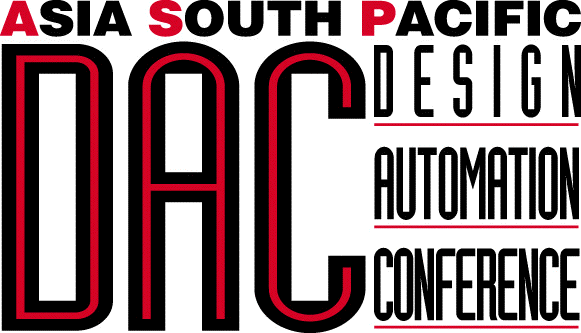 ASIA SOUTH PACIFIC
DAC
DESIGN
AUTOMATION
CONFERENCE